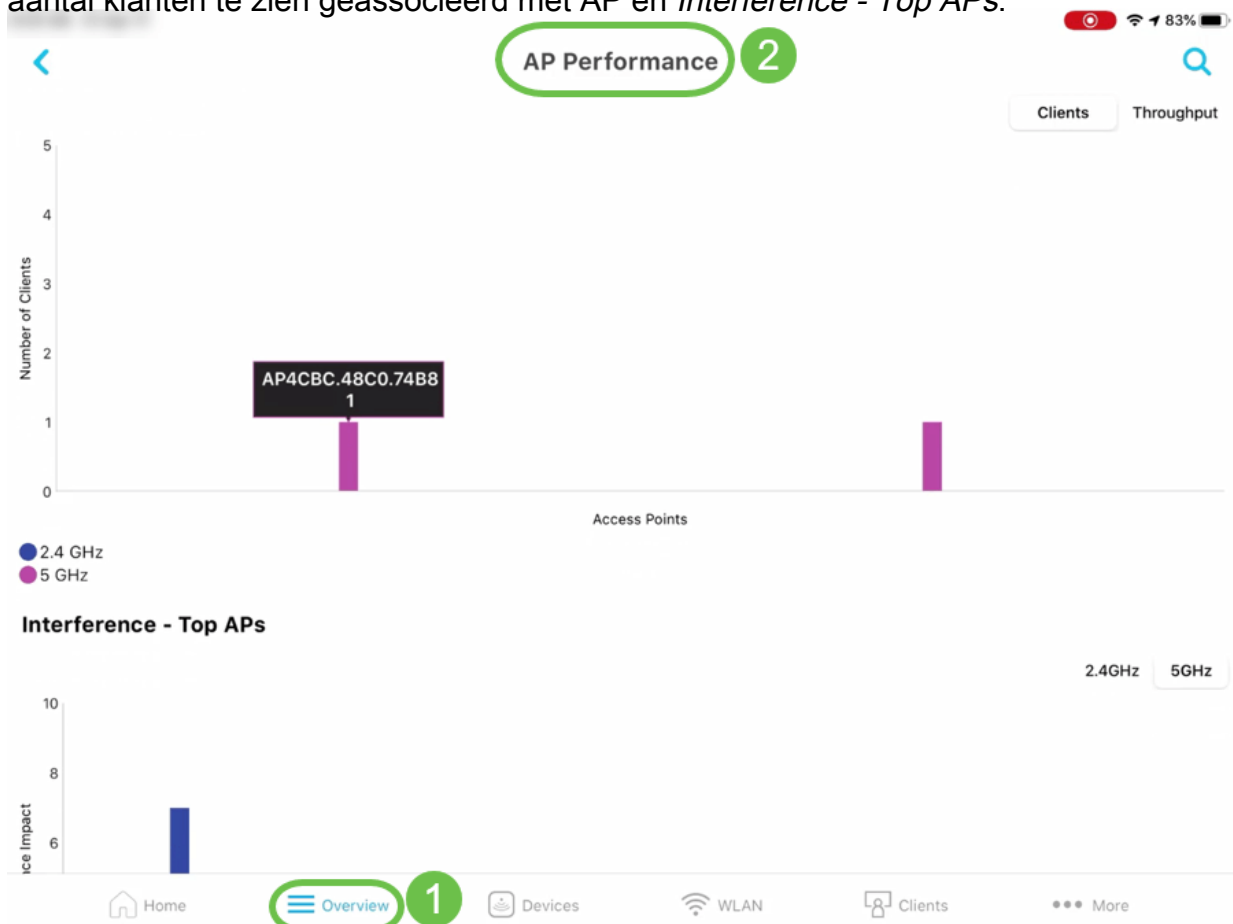 aantal klanten te zien geassocieerd met AP en Interference - Top APs.
83%
AP Performance 2
Clients Throughput
5
4
3
2
1
0
Number of Clients
AP4CBC.48C0.74B8
1
Access Points
2.4 GHz
5 GHz
Interference - Top APs
2.4GHz 5GHz
10
8
6
Impact
Home Overview 1 Devices WLAN Clients More